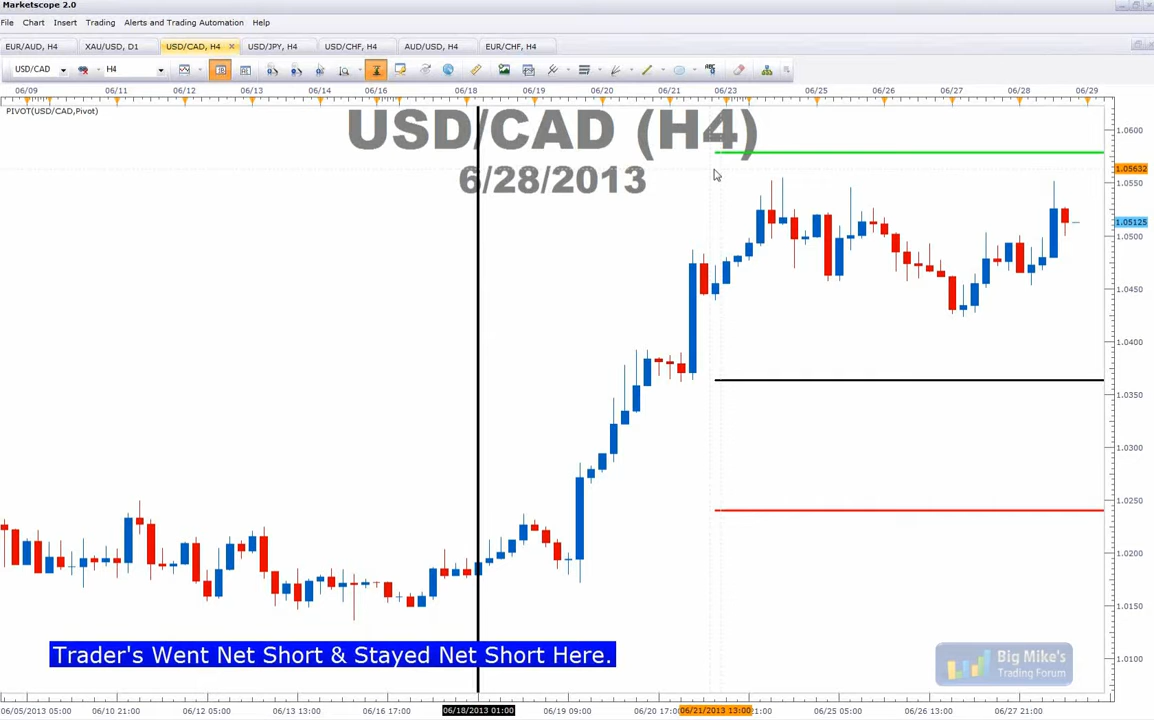 Marketscope 2.0
File Chart Insert Trading Alerts and Trading Automation Help
EUR/AUD, H4 XAU/USD, D1 USD/CAD, H4 USD/JPY, H4 USD/CHF, H4 AUD/USD, H4 EUR/CHF, H4
USD/CAD H4
06/09 06/11 06/12 06/13 06/14 06/16 06/18 06/19 06/20 06/21 06/23 06/25 06/26 06/27 06/28 06/29
PIVOT(USD/CAD,Pivot)
USD/CAD (H4)
6/28/2013
1.0600
1.05632
1.0550
1.05125
1.0500
1.0450
1.0400
1.0350
1.0300
1.0250
1.0200
1.0150
1.0100
Trader's Went Net Short & Stayed Net Short Here.
Big Mike's
Trading Forum
06/05/2013 05:00 06/10 21:00 06/12 05:00 06/13 13:00 06/16 17:00 06/18/2013 01:00 06/19 09:00 06/20 17:0 06/21/2013 13:00 1:00 06/25 05:00 06/26 13:00 06/27 21:00